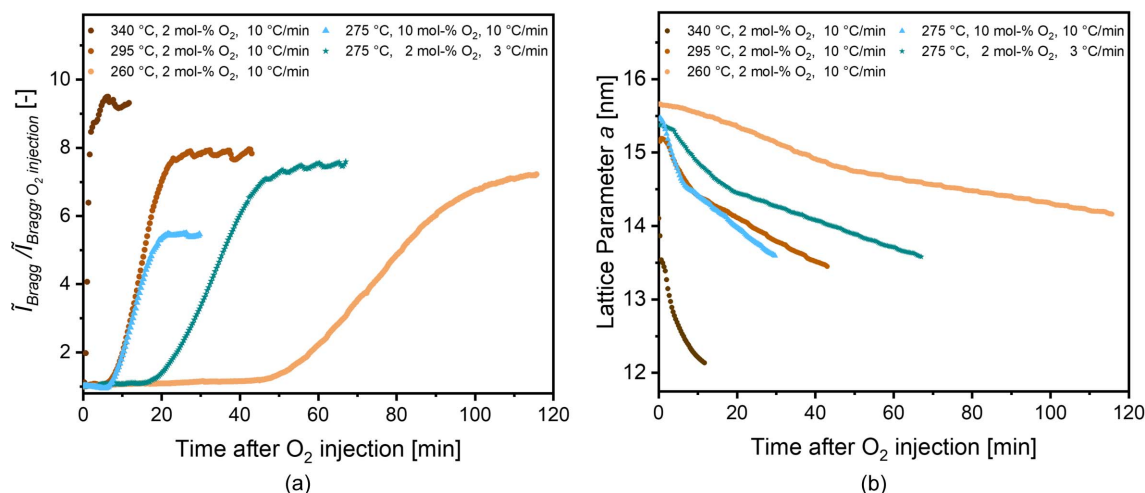 340 °C, 2 mol-% O₂, 10 °C/min
295 °C, 2 mol-% O₂, 10 °C/min
260 °C, 2 mol-% O₂, 10 °C/min
275 °C, 10 mol-% O₂, 10 °C/min
275 °C, 2 mol-% O₂, 3 °C/min
Ĩ_Bragg /Ĩ_Bragg, O₂ injection [-]
10
8
6
4
2
0 20 40 60 80 100 120
Time after O₂ injection [min]
(a)
340 °C, 2 mol-% O₂, 10 °C/min
295 °C, 2 mol-% O₂, 10 °C/min
260 °C, 2 mol-% O₂, 10 °C/min
275 °C, 10 mol-% O₂, 10 °C/min
275 °C, 2 mol-% O₂, 3 °C/min
Lattice Parameter a [nm]
16
15
14
13
12
0 20 40 60 80 100 120
Time after O₂ injection [min]
(b)